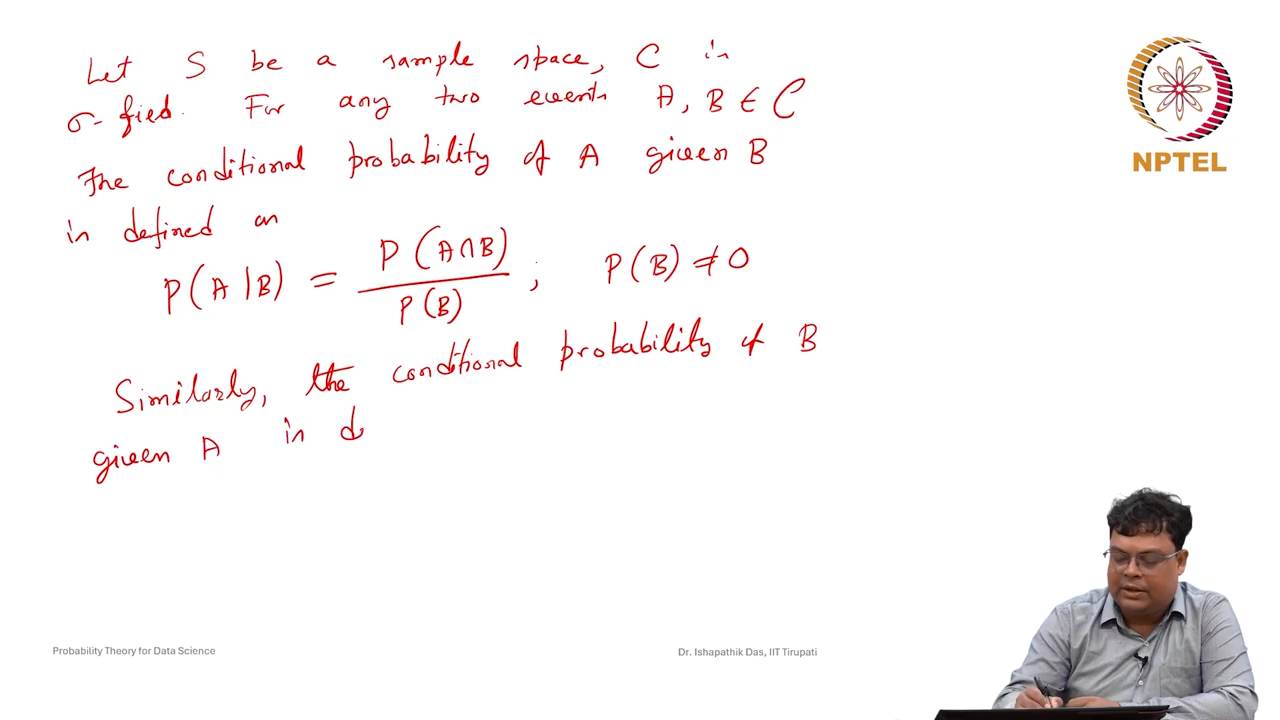 Let S be a sample space, C is
σ-field. For any two events A, B ∈ C
The conditional probability of A given B
is defined as
P(A|B) = P(A∩B) / P(B) ; P(B) ≠ 0
Similarly, the conditional probability of B
given A is d
NPTEL
Probability Theory for Data Science
Dr. Ishapathik Das, IIT Tirupati